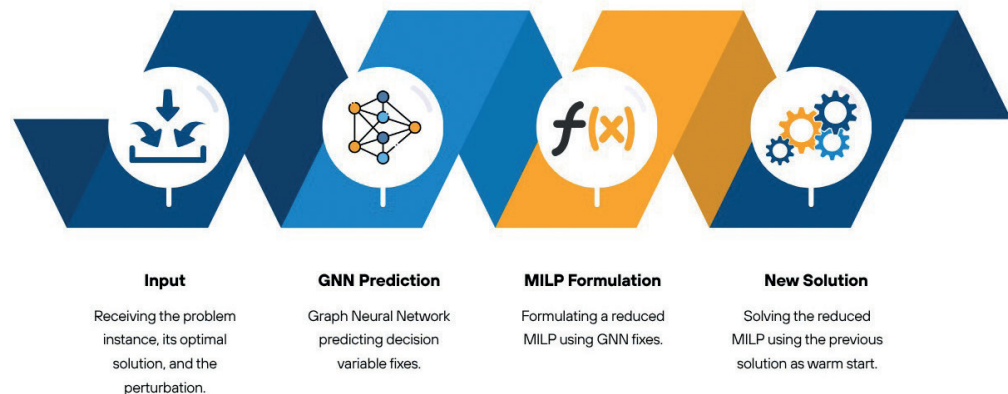 f(x)
Input
Receiving the problem
instance, its optimal
solution, and the
perturbation.
GNN Prediction
Graph Neural Network
predicting decision
variable fixes.
MILP Formulation
Formulating a reduced
MILP using GNN fixes.
New Solution
Solving the reduced
MILP using the previous
solution as warm start.